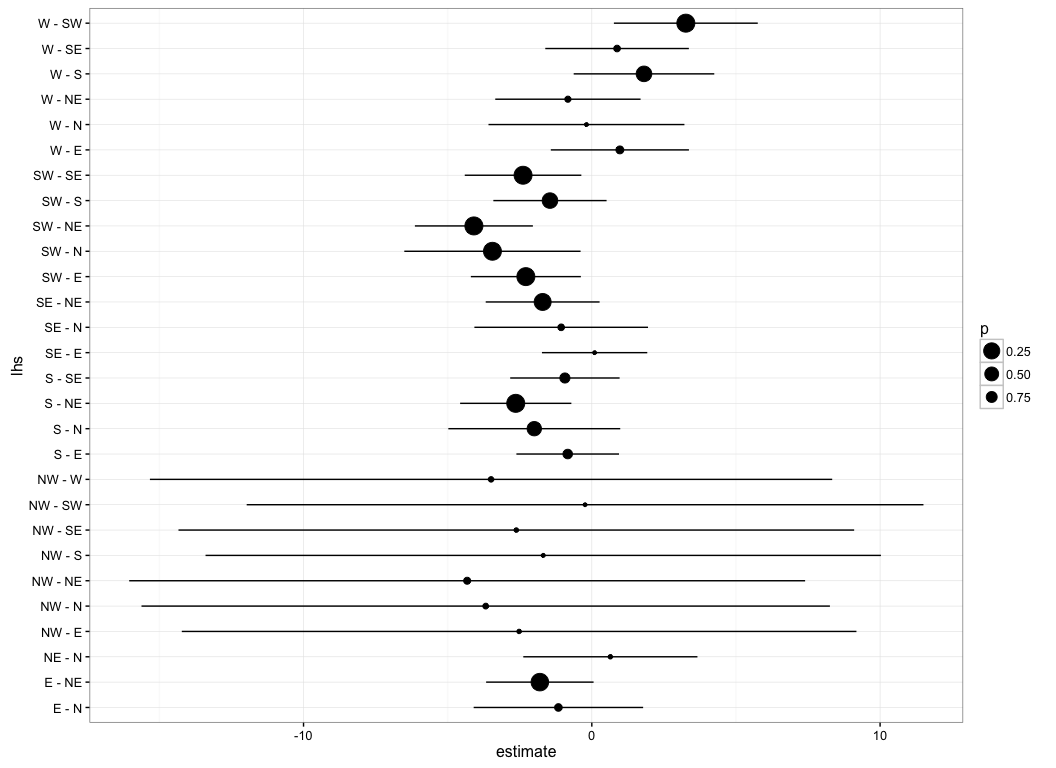 W - SW
W - SE
W - S
W - NE
W - N
W - E
SW - SE
SW - S
SW - NE
SW - N
SW - E
SE - NE
SE - N
SE - E
S - SE
S - NE
S - N
S - E
NW - W
NW - SW
NW - SE
NW - S
NW - NE
NW - N
NW - E
NE - N
E - NE
E - N
lhs
-10 0 10
estimate
p
0.25
0.50
0.75